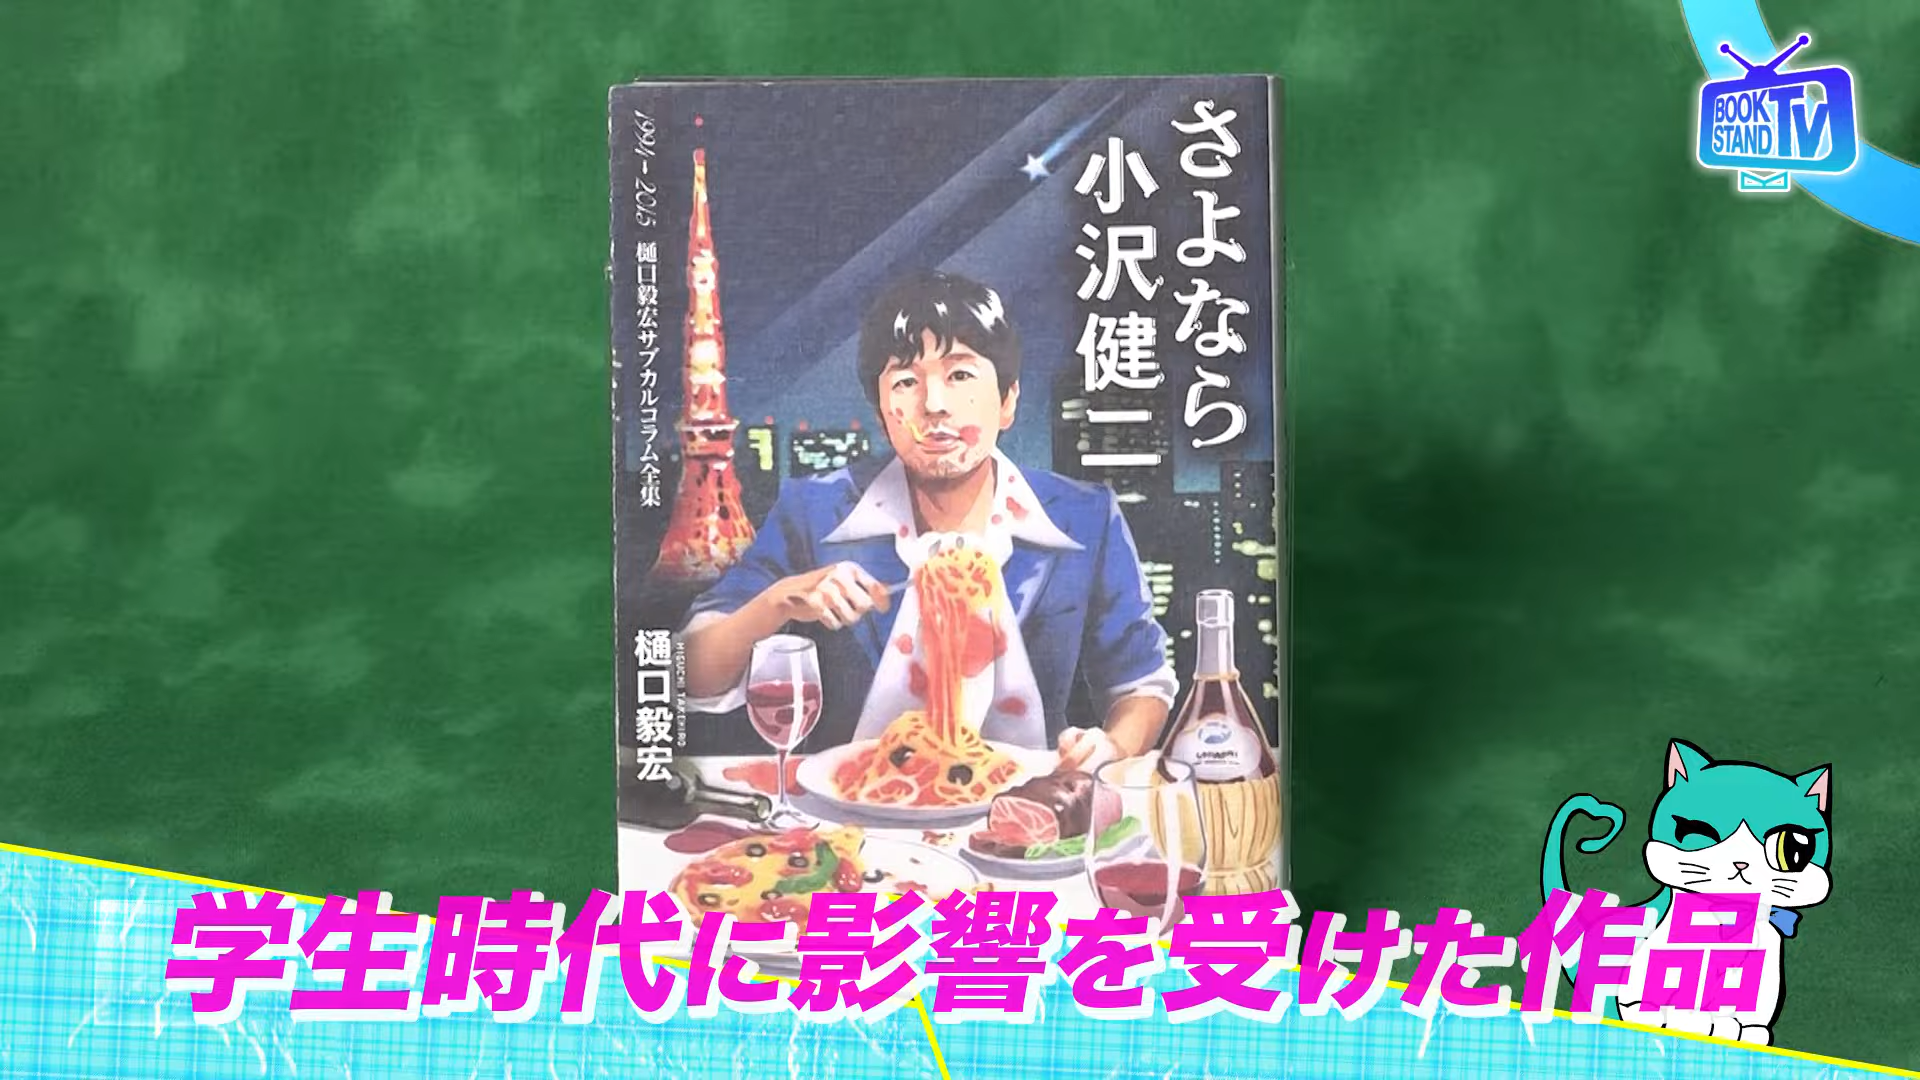 さよなら
小沢健二
1994-2015 樋口毅宏サブカルコラム全集
樋口毅宏
HIGUCHI TAKEHIRO
BOOK
STAND
TV
学生時代に影響を受けた作品